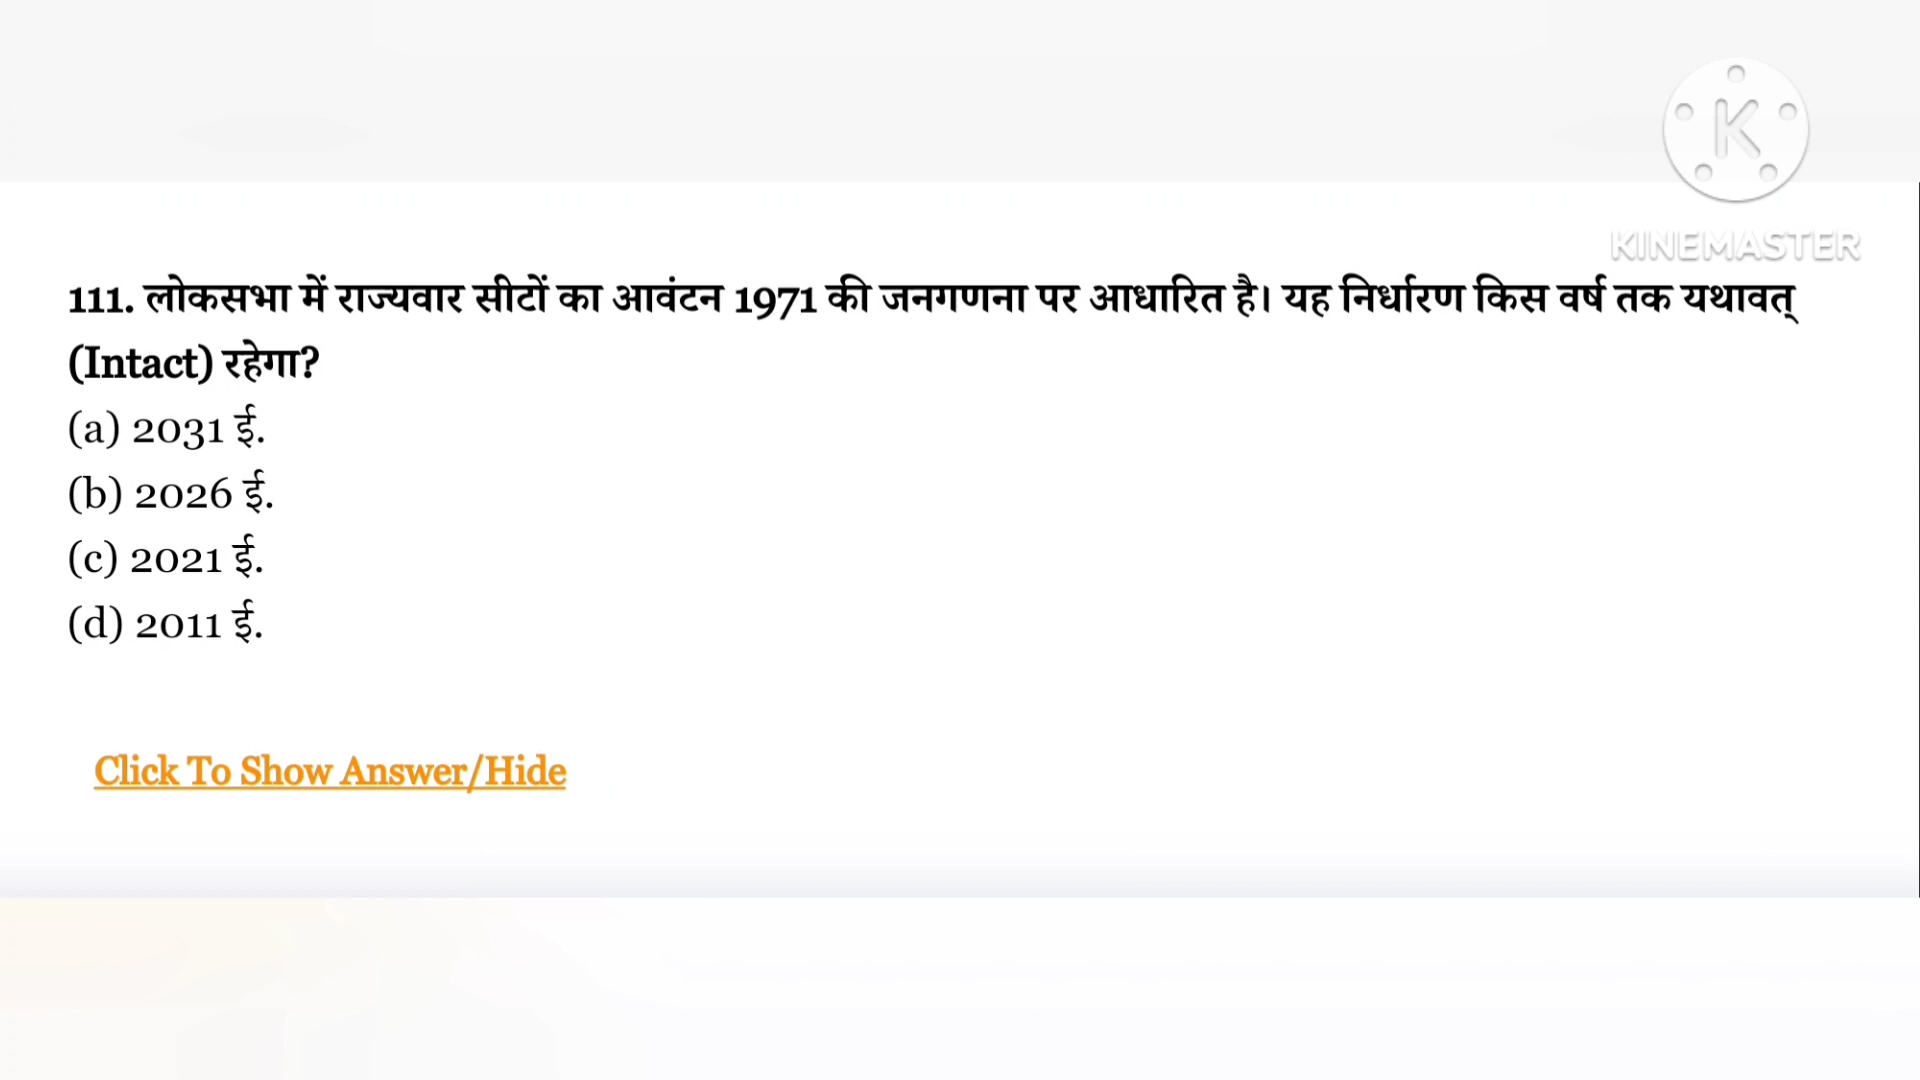 K
KINEMASTER
111. लोकसभा में राज्यवार सीटों का आवंटन 1971 की जनगणना पर आधारित है। यह निर्धारण किस वर्ष तक यथावत्
(Intact) रहेगा?
(a) 2031 ई.
(b) 2026 ई.
(c) 2021 ई.
(d) 2011 ई.
Click To Show Answer/Hide